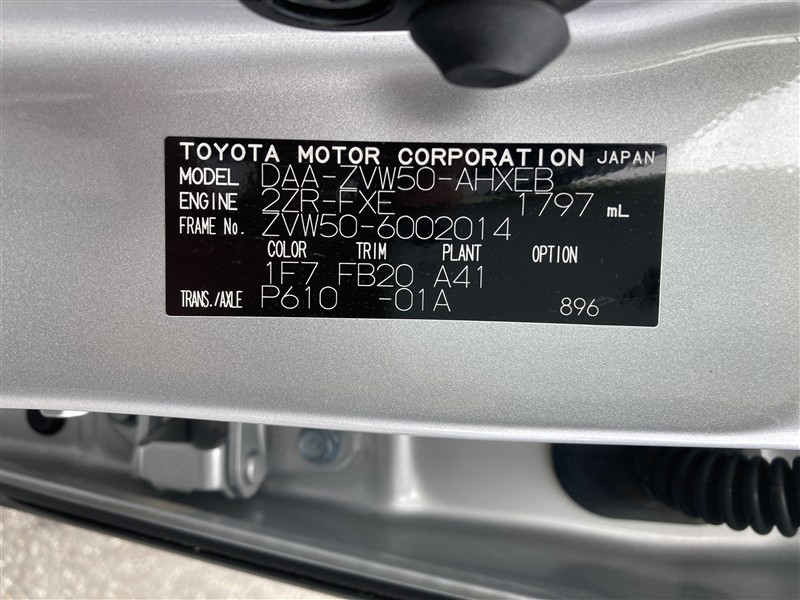 TOYOTA MOTOR CORPORATION JAPAN
MODEL DAA-ZVW50-AHXEB
ENGINE 2ZR-FXE 1797 mL
FRAME No. ZVW50-6002014
COLOR TRIM PLANT OPTION
1F7 FB20 A41
TRANS./AXLE P610 -01A 896